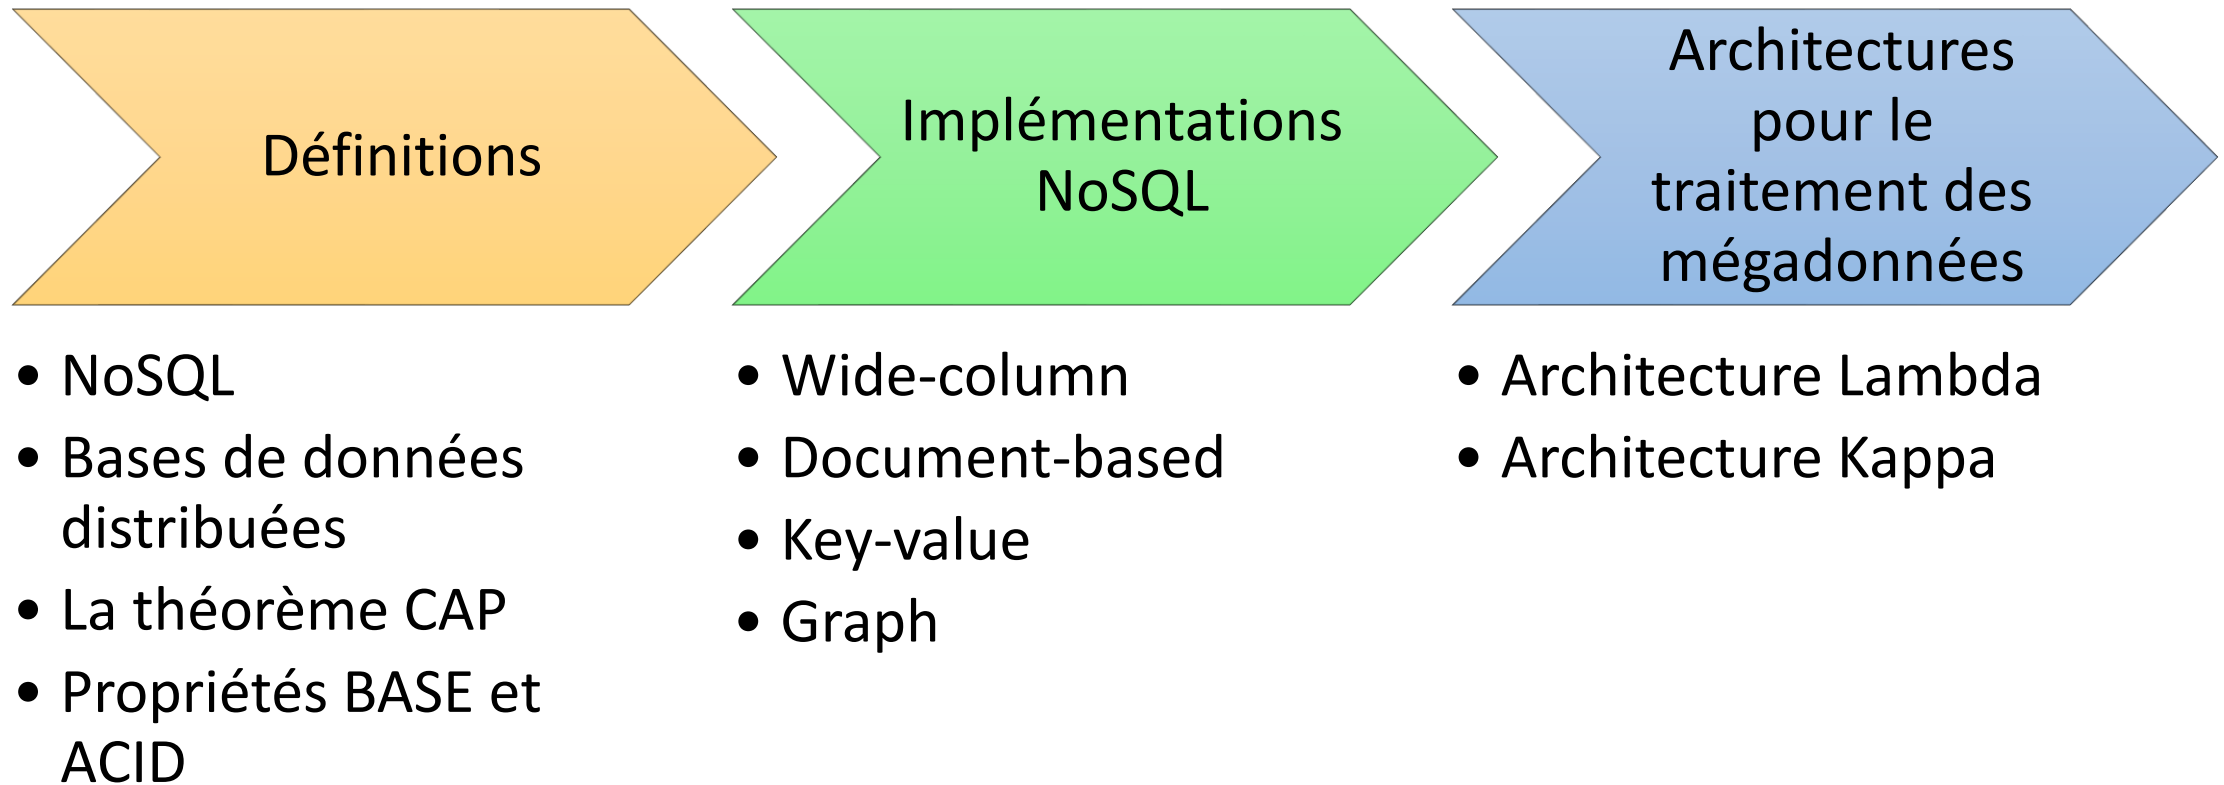 Définitions
• NoSQL
• Bases de données
distribuées
• La théorème CAP
• Propriétés BASE et
ACID
Implémentations
NoSQL
• Wide-column
• Document-based
• Key-value
• Graph
Architectures
pour le
traitement des
mégadonnées
• Architecture Lambda
• Architecture Kappa